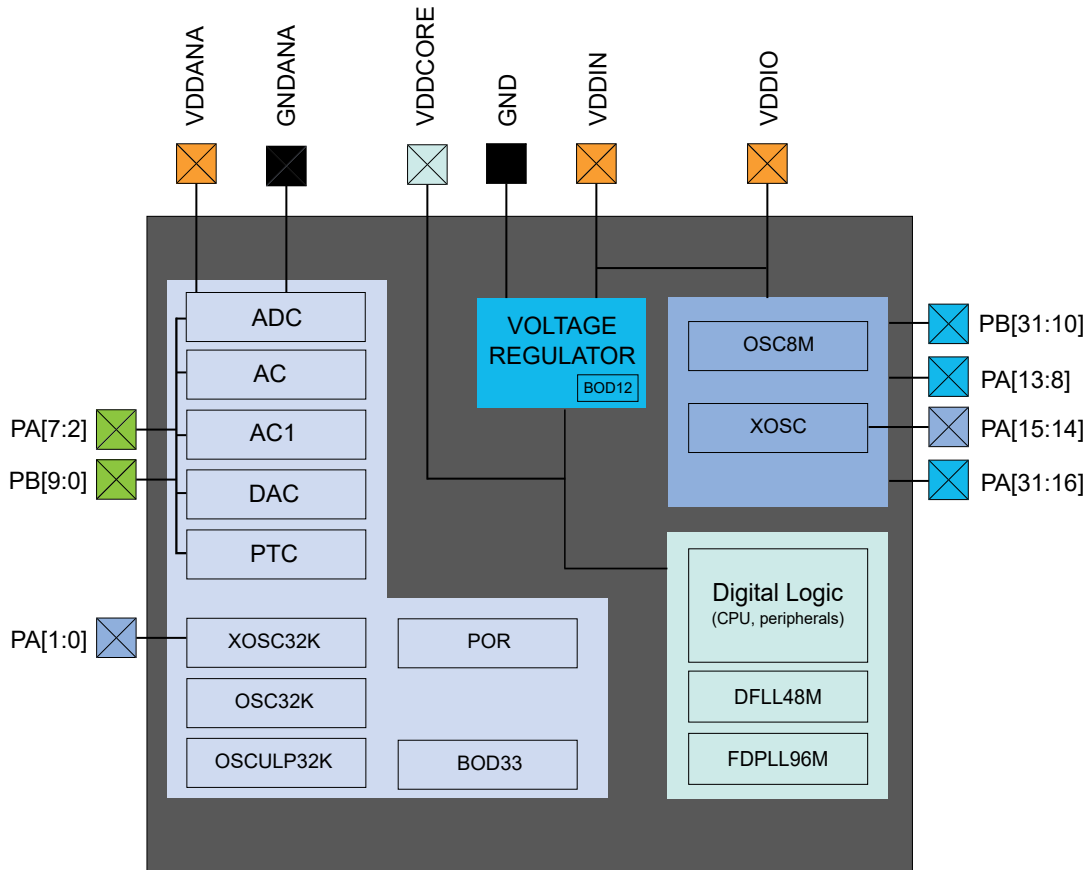 VDDANA
GNDANA
VDDCORE
GND
VDDIN
VDDIO
ADC
AC
AC1
DAC
PTC
PA[7:2]
PB[9:0]
PA[1:0]
XOSC32K
OSC32K
OSCULP32K
POR
BOD33
VOLTAGE
REGULATOR
BOD12
OSC8M
XOSC
PB[31:10]
PA[13:8]
PA[15:14]
PA[31:16]
Digital Logic
(CPU, peripherals)
DFLL48M
FDPLL96M